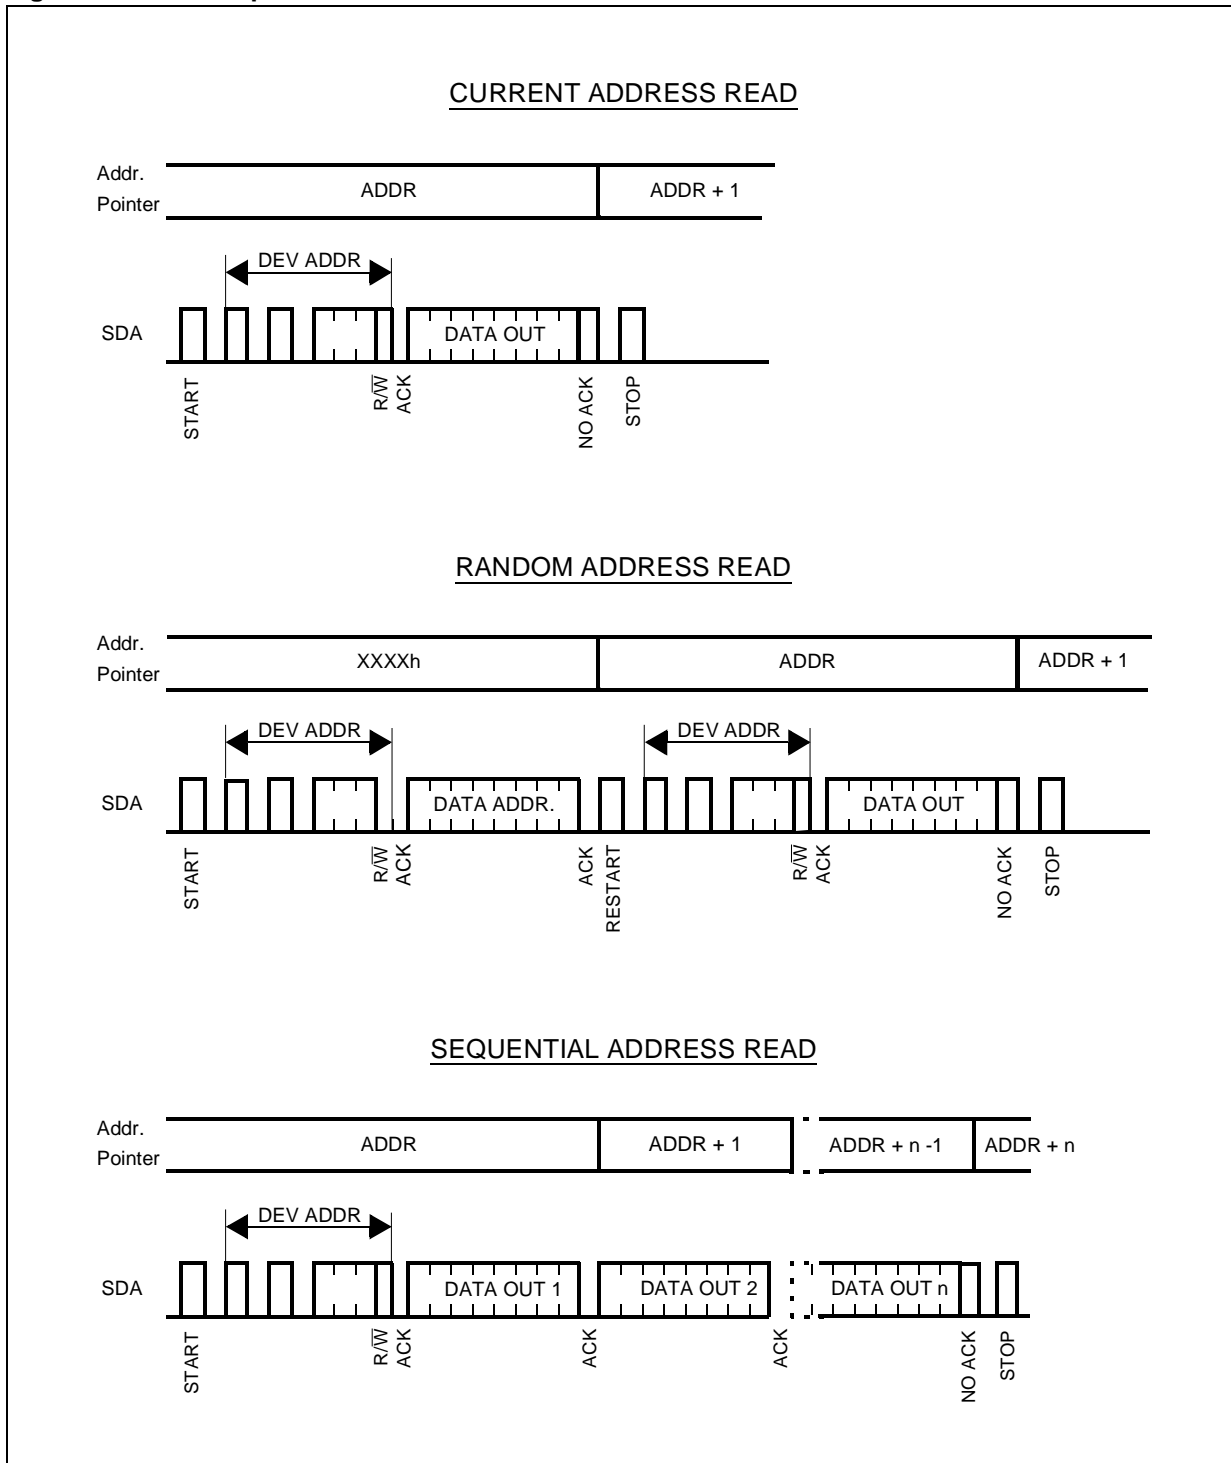 CURRENT ADDRESS READ
Addr.
Pointer
ADDR
ADDR + 1
DEV ADDR
SDA
DATA OUT
START
R/W
ACK
NO ACK
STOP
RANDOM ADDRESS READ
Addr.
Pointer
XXXXh
ADDR
ADDR + 1
DEV ADDR
DEV ADDR
SDA
DATA ADDR.
DATA OUT
START
R/W
ACK
ACK
RESTART
R/W
ACK
NO ACK
STOP
SEQUENTIAL ADDRESS READ
Addr.
Pointer
ADDR
ADDR + 1
ADDR + n -1
ADDR + n
DEV ADDR
SDA
DATA OUT 1
DATA OUT 2
DATA OUT n
START
R/W
ACK
ACK
ACK
NO ACK
STOP